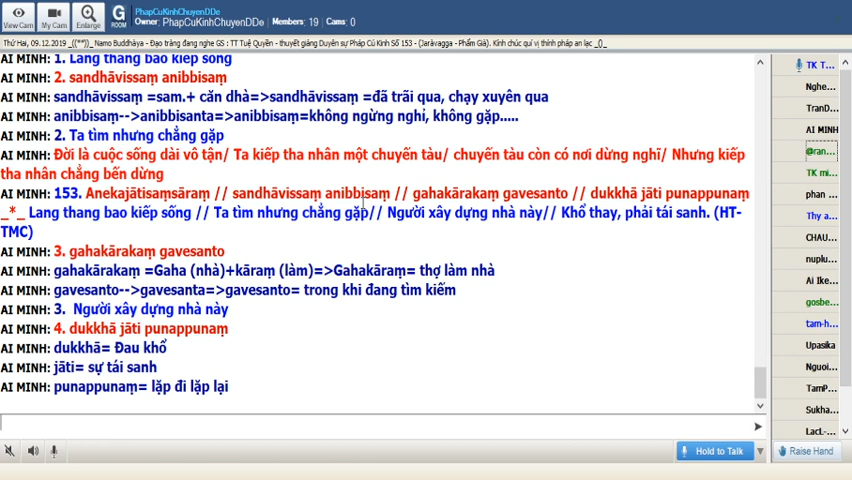 PhapCuKinhChuyenDDe
Owner: PhapCuKinhChuyenDDe Members: 19 Cams: 0
View Cam My Cam Enlarge G ROOM
Thứ Hai, 09.12.2019 _((**))_ Namo Buddhàya - Đạo tràng đang nghe GS : TT Tuệ Quyền - thuyết giảng Duyên sự Pháp Cú Kinh Số 153 - (Jaràvagga - Phẩm Già). Kinh chúc quí vị thính pháp an lạc _()_
AI MINH: 1. Lang thang bao kiếp sống
AI MINH: 2. sandhāvissaṃ anibbisaṃ
AI MINH: sandhāvissaṃ =sam.+ căn dhà=>sandhāvissaṃ =đã trãi qua, chạy xuyên qua
AI MINH: anibbisaṃ-->anibbisanta=>anibbisaṃ=không ngừng nghi, không gặp.....
AI MINH: 2. Ta tìm nhưng chẳng gặp
AI MINH: Đời là cuộc sống dài vô tận/ Ta kiếp tha nhân một chuyến tàu/ chuyến tàu còn có nơi dừng nghĩ/ Nhưng kiếp
tha nhân chẳng bến dừng
AI MINH: 153. Anekajātisaṃsāraṃ // sandhāvissaṃ anibbisaṃ // gahakārakaṃ gavesanto // dukkhā jāti punappunaṃ
_*_ Lang thang bao kiếp sống // Ta tìm nhưng chẳng gặp// Người xây dựng nhà này// Khổ thay, phải tái sanh. (HT-
TMC)
AI MINH: 3. gahakārakaṃ gavesanto
AI MINH: gahakārakaṃ =Gaha (nhà)+kāraṃ (làm)=>Gahakāraṃ= thợ làm nhà
AI MINH: gavesanto-->gavesanta=>gavesanto= trong khi đang tìm kiếm
AI MINH: 3. Người xây dựng nhà này
AI MINH: 4. dukkhā jāti punappunaṃ
AI MINH: dukkhā= Đau khổ
AI MINH: jāti= sự tái sanh
AI MINH: punappunaṃ= lặp đi lặp lại
TK T...
Nghe...
TranD...
AI MINH
@ran...
TK mi...
phan ...
Thy a...
CHAU...
nuplu...
Ai Ike...
gosbe...
tam-h...
Upasika
Nguoi...
TamP...
Sukha...
LacL-...
Hold to Talk Raise Hand